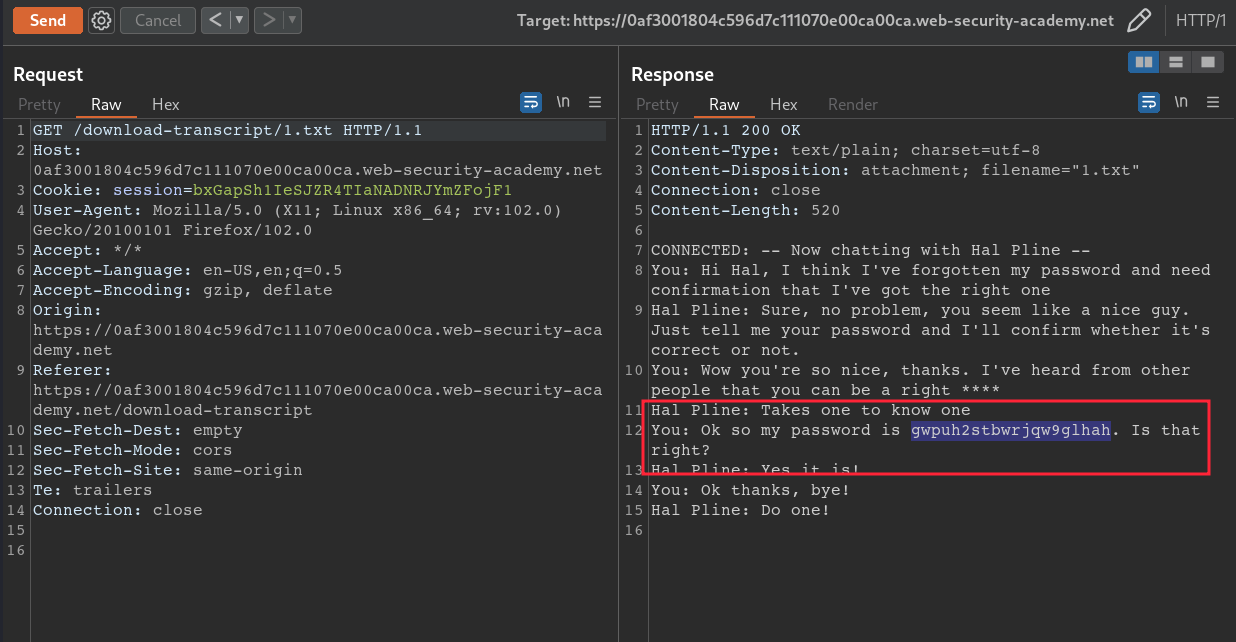 Send Cancel < ▼ > ▼ Target: https://0af3001804c596d7c111070e00ca00ca.web-security-academy.net HTTP/1
Request
Pretty Raw Hex \n
1 GET /download-transcript/1.txt HTTP/1.1
2 Host:
0af3001804c596d7c111070e00ca00ca.web-security-academy.net
3 Cookie: session=bxGapSh1IeSJZR4TIaNADNRJYmZFojF1
4 User-Agent: Mozilla/5.0 (X11; Linux x86_64; rv:102.0)
Gecko/20100101 Firefox/102.0
5 Accept: */*
6 Accept-Language: en-US,en;q=0.5
7 Accept-Encoding: gzip, deflate
8 Origin:
https://0af3001804c596d7c111070e00ca00ca.web-security-aca
demy.net
9 Referer:
https://0af3001804c596d7c111070e00ca00ca.web-security-aca
demy.net/download-transcript
10 Sec-Fetch-Dest: empty
11 Sec-Fetch-Mode: cors
12 Sec-Fetch-Site: same-origin
13 Te: trailers
14 Connection: close
15
16
Response
Pretty Raw Hex Render \n
1 HTTP/1.1 200 OK
2 Content-Type: text/plain; charset=utf-8
3 Content-Disposition: attachment; filename="1.txt"
4 Connection: close
5 Content-Length: 520
6
7 CONNECTED: -- Now chatting with Hal Pline --
8 You: Hi Hal, I think I've forgotten my password and need
confirmation that I've got the right one
9 Hal Pline: Sure, no problem, you seem like a nice guy.
Just tell me your password and I'll confirm whether it's
correct or not.
10 You: Wow you're so nice, thanks. I've heard from other
people that you can be a right ****
11 Hal Pline: Takes one to know one
12 You: Ok so my password is gwpuh2stbwrjqw9glhah. Is that
right?
13 Hal Pline: Yes it is!
14 You: Ok thanks, bye!
15 Hal Pline: Do one!
16